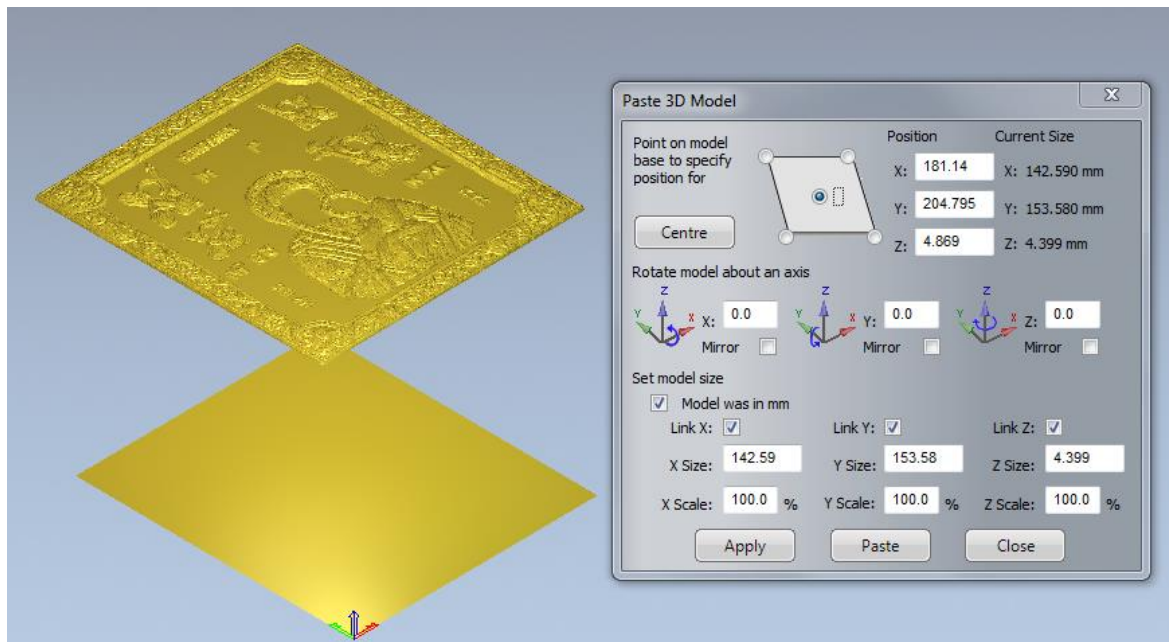 Paste 3D Model
Point on model
base to specify
position for
Centre
Position Current Size
X: 181.14 X: 142.590 mm
Y: 204.795 Y: 153.580 mm
Z: 4.869 Z: 4.399 mm
Rotate model about an axis
Z Y X X: 0.0 Z Y X Y: 0.0 Z Y X Z: 0.0
Mirror Mirror Mirror
Set model size
Model was in mm
Link X: Link Y: Link Z:
X Size: 142.59 Y Size: 153.58 Z Size: 4.399
X Scale: 100.0 % Y Scale: 100.0 % Z Scale: 100.0 %
Apply Paste Close